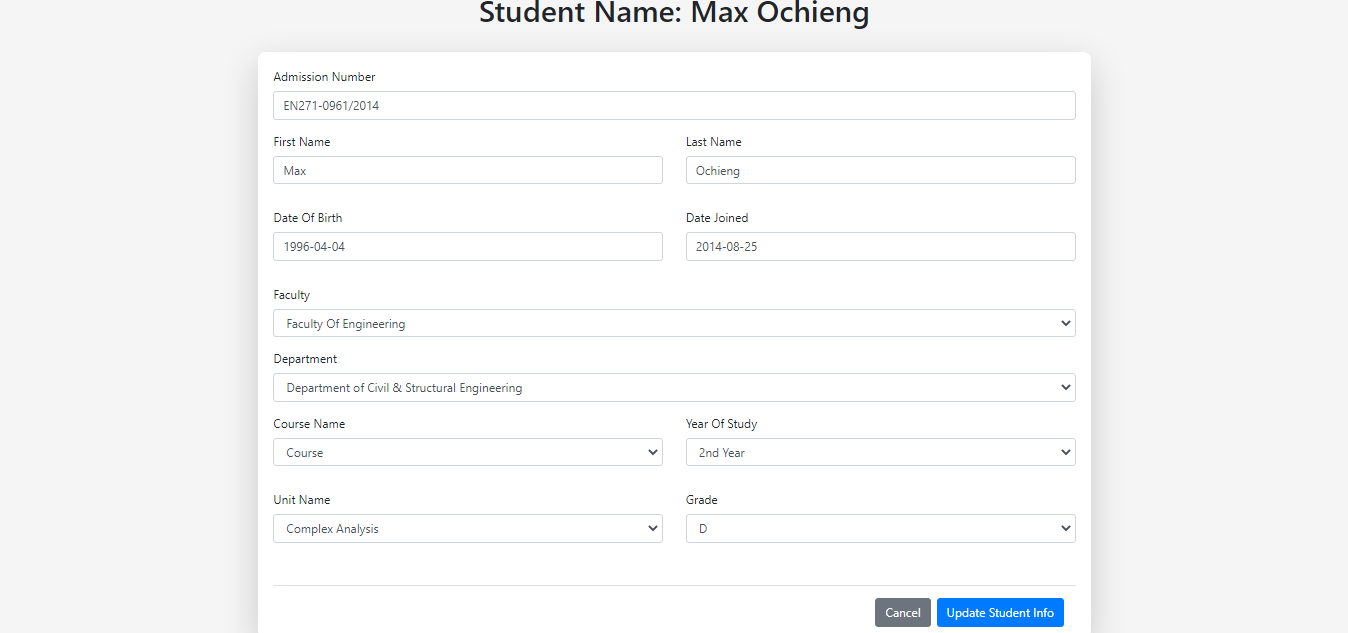 Student Name: Max Ochieng
Admission Number
EN271-0961/2014
First Name Last Name
Max Ochieng
Date Of Birth Date Joined
1996-04-04 2014-08-25
Faculty
Faculty Of Engineering
Department
Department of Civil & Structural Engineering
Course Name Year Of Study
Course 2nd Year
Unit Name Grade
Complex Analysis D
Cancel Update Student Info